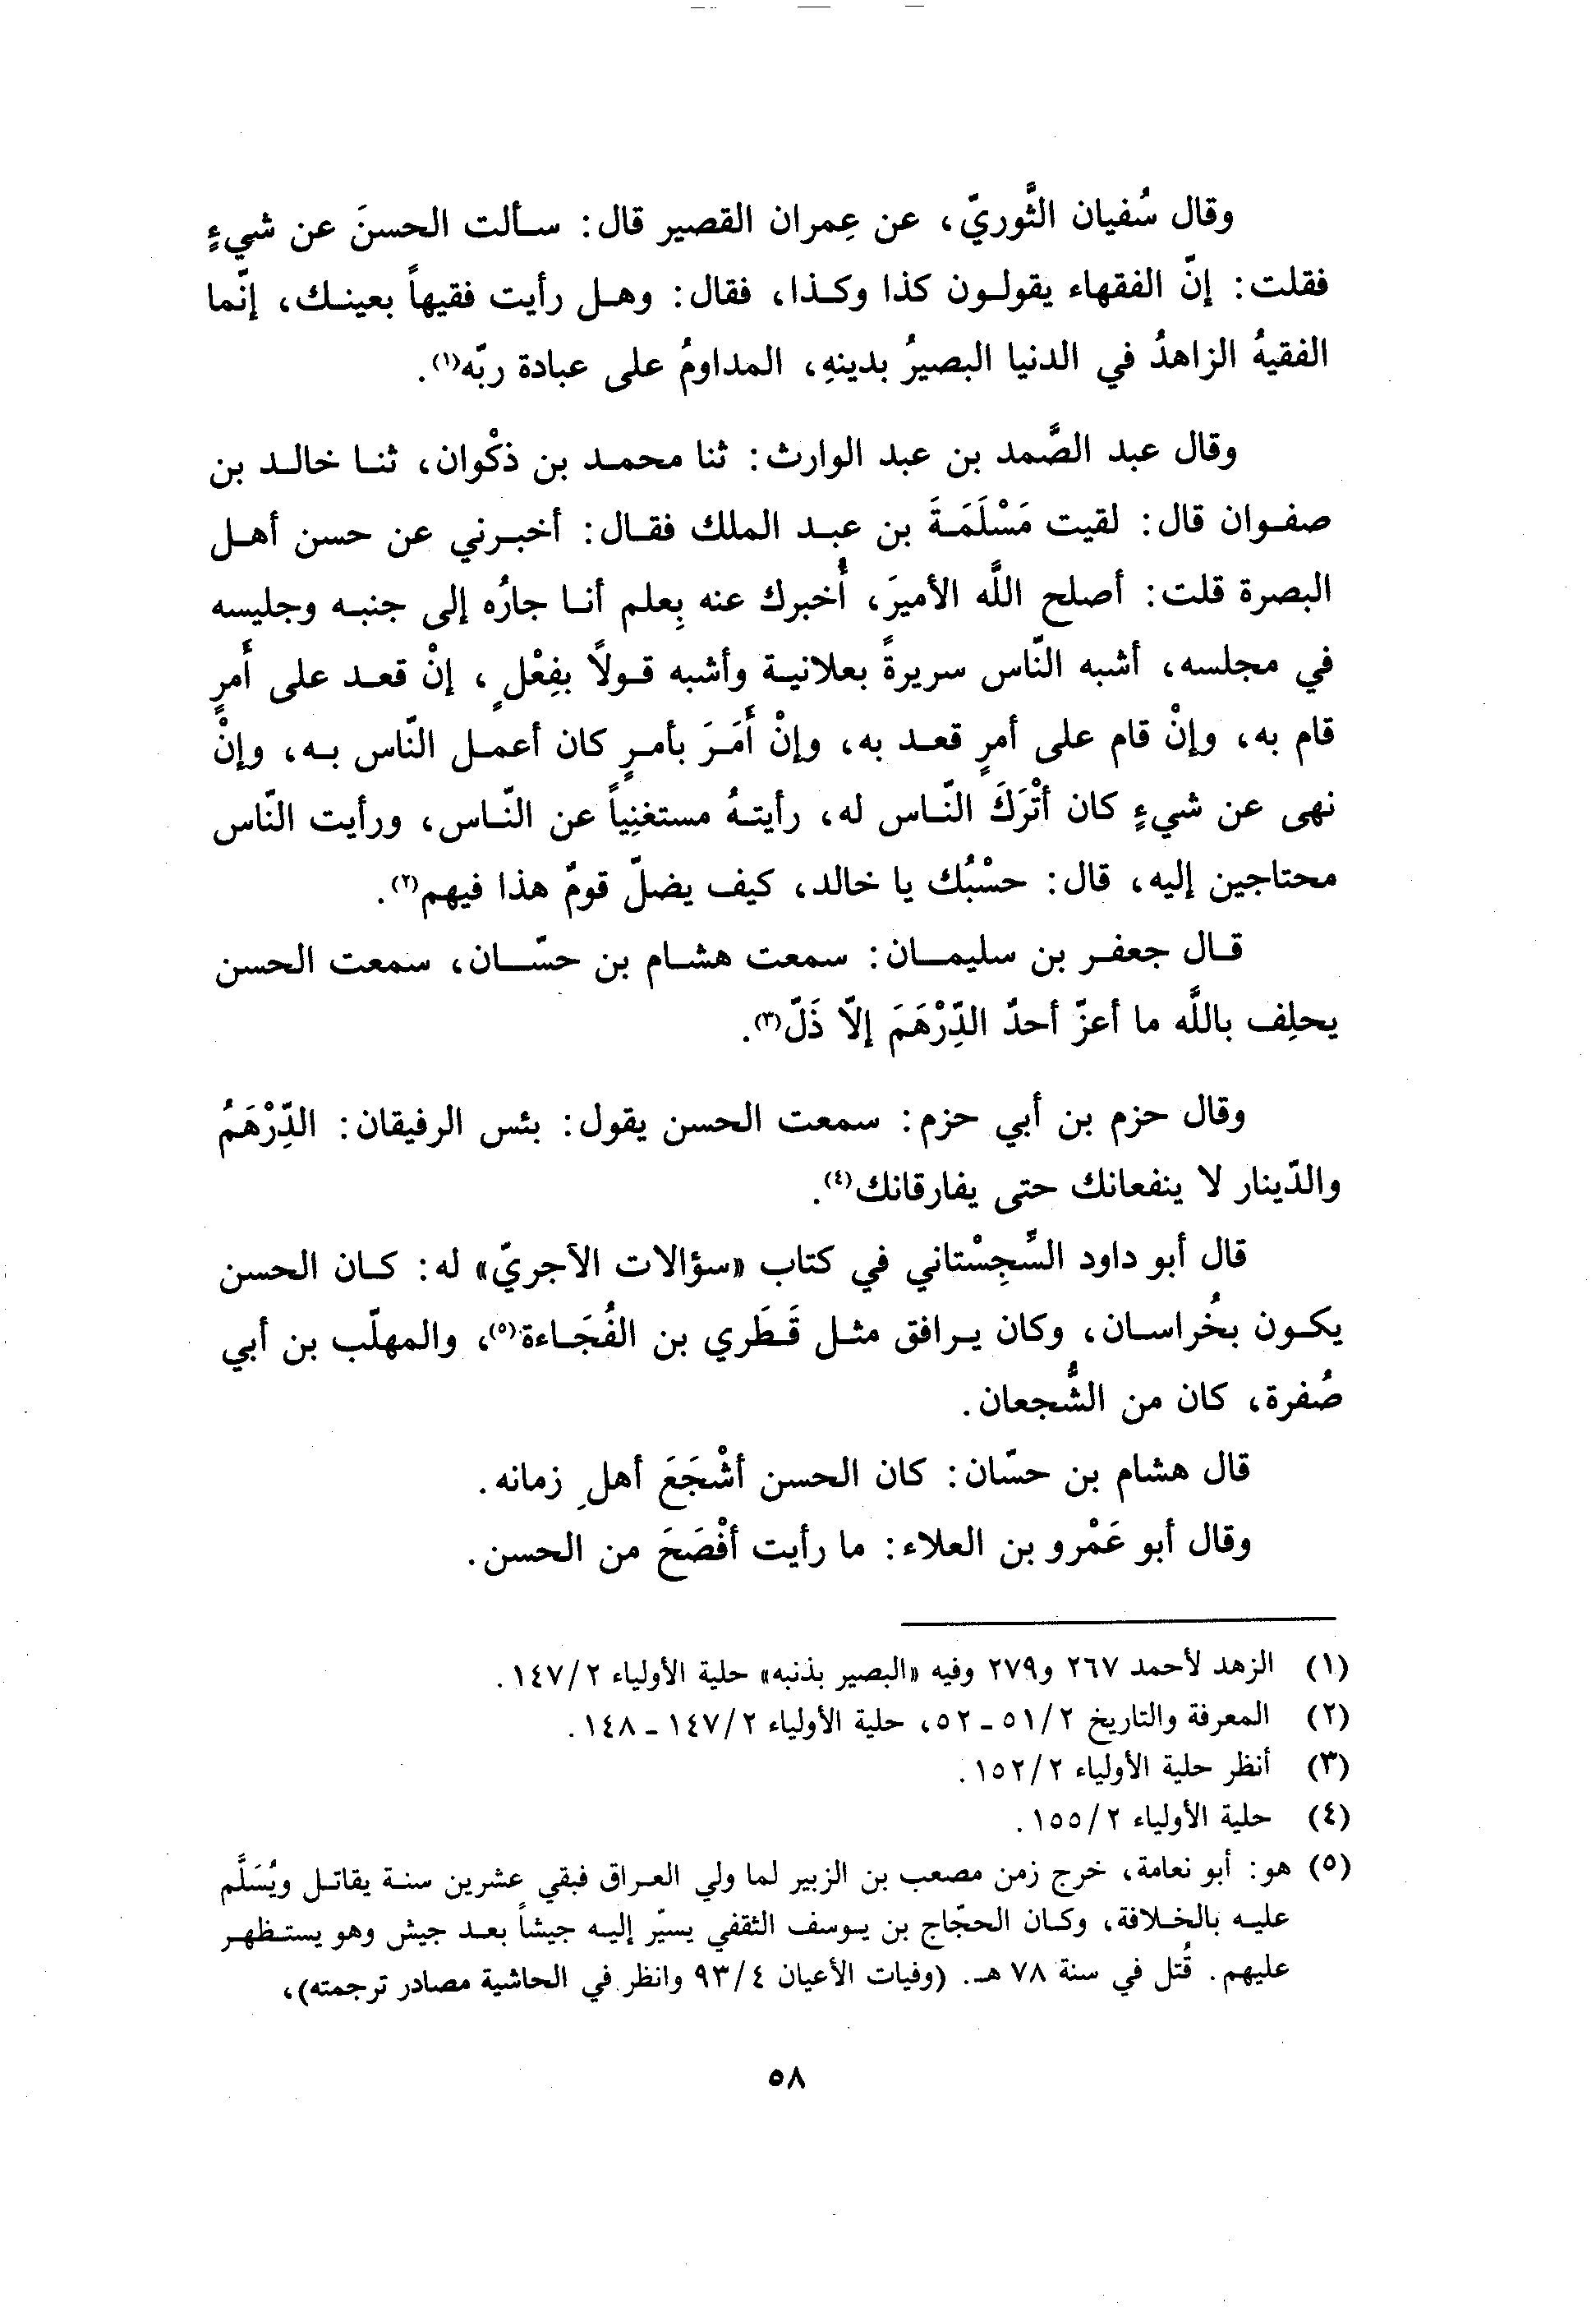 وقال سُفيان الثَّوريّ، عن عِمران القصير قال: سألت الحسنَ عن شيءٍ
فقلت: إنّ الفقهاء يقولون كذا وكذا، فقال: وهل رأيت فقيهاً بعينك، إنّما
الفقيهُ الزاهدُ في الدنيا البصيرُ بدينهِ، المداومُ على عبادة ربّه(١).
وقال عبد الصَّمد بن عبد الوارث: ثنا محمد بن ذكْوان، ثنا خالد بن
صفوان قال: لقيت مَسْلَمَةَ بن عبد الملك فقال: أخبرني عن حسن أهل
البصرة قلت: أصلح اللَّه الأميرَ، أُخبرك عنه بِعلم أنا جارُه إلى جنبه وجليسه
في مجلسه، أشبه النّاس سريرةً بعلانية وأشبه قولًا بفِعْلٍ، إنْ قعد على أَمرٍ
قام به، وإنْ قام على أمرٍ قعد به، وإنْ أَمَرَ بأمرٍ كان أعمل النّاس به، وإنْ
نهى عن شيءٍ كان أتْرَكَ النّاس له، رأيتهُ مستغنِياً عن النّاس، ورأيت النّاس
محتاجين إليه، قال: حسْبُك يا خالد، كيف يضلّ قومٌ هذا فيهم(٢).
قال جعفر بن سليمان: سمعت هشام بن حسّان، سمعت الحسن
يحلِف باللَّه ما أعزّ أحدٌ الدِّرْهَمَ إلّا ذَلّ(٣).
وقال حزم بن أبي حزم: سمعت الحسن يقول: بئس الرفيقان: الدِّرْهَمُ
والدّينار لا ينفعانك حتى يفارقانك(٤).
قال أبو داود السِّجِسْتاني في كتاب «سؤالات الآجريّ» له: كان الحسن
يكون بخُراسان، وكان يرافق مثل قَطَري بن الفُجَاءة(٥)، والمهلّب بن أبي
صُفرة، كان من الشُّجعان.
قال هشام بن حسّان: كان الحسن أشْجَعَ أهلِ زمانه.
وقال أبو عَمْرو بن العلاء: ما رأيت أفْصَحَ من الحسن.
(١) الزهد لأحمد ٢٦٧ و٢٧٩ وفيه «البصير بذنبه» حلية الأولياء ١٤٧/٢.
(٢) المعرفة والتاريخ ٥١/٢ - ٥٢، حلية الأولياء ١٤٧/٢ - ١٤٨.
(٣) أنظر حلية الأولياء ١٥٢/٢.
(٤) حلية الأولياء ١٥٥/٢.
(٥) هو: أبو نعامة، خرج زمن مصعب بن الزبير لما ولي العراق فبقي عشرين سنة يقاتل ويُسَلَّم
عليه بالخلافة، وكان الحجّاج بن يوسف الثقفي يسيّر إليه جيشاً بعد جيش وهو يستظهر
عليهم. قُتل في سنة ٧٨ هـ. (وفيات الأعيان ٩٣/٤ وانظر في الحاشية مصادر ترجمته)،
٥٨